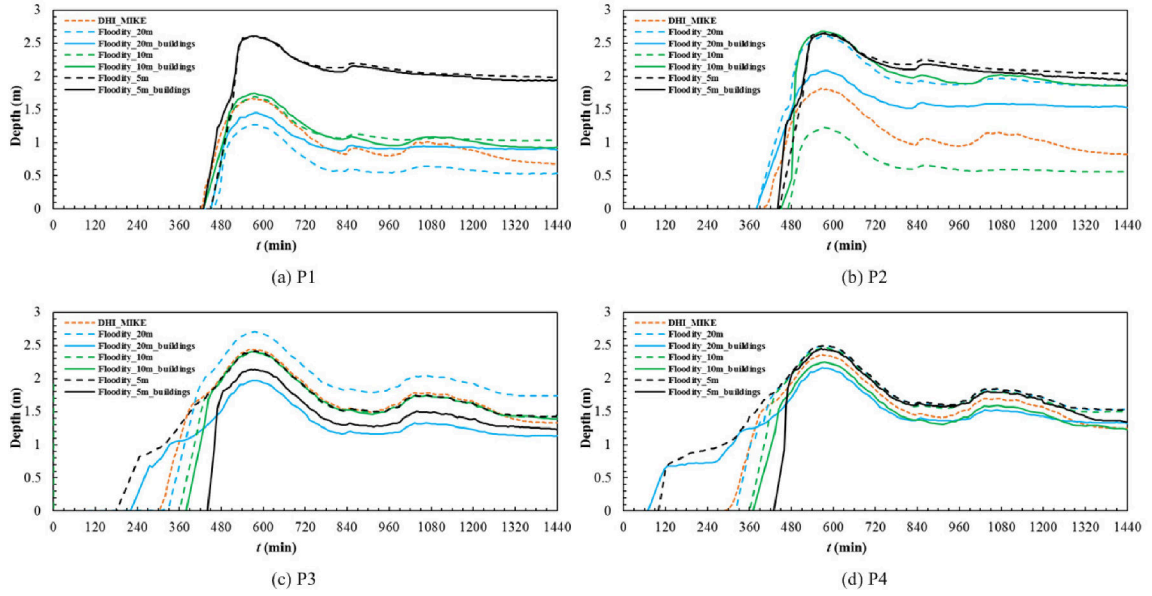 3
2.5
2
1.5
1
0.5
0
Depth (m)
DHI_MIKE
Floodity_20m
Floodity_20m_buildings
Floodity_10m
Floodity_10m_buildings
Floodity_5m
Floodity_5m_buildings
0 120 240 360 480 600 720 840 960 1080 1200 1320 1440
t (min)
(a) P1
3
2.5
2
1.5
1
0.5
0
Depth (m)
DHI_MIKE
Floodity_20m
Floodity_20m_buildings
Floodity_10m
Floodity_10m_buildings
Floodity_5m
Floodity_5m_buildings
0 120 240 360 480 600 720 840 960 1080 1200 1320 1440
t (min)
(b) P2
3
2.5
2
1.5
1
0.5
0
Depth (m)
DHI_MIKE
Floodity_20m
Floodity_20m_buildings
Floodity_10m
Floodity_10m_buildings
Floodity_5m
Floodity_5m_buildings
0 120 240 360 480 600 720 840 960 1080 1200 1320 1440
t (min)
(c) P3
3
2.5
2
1.5
1
0.5
0
Depth (m)
DHI_MIKE
Floodity_20m
Floodity_20m_buildings
Floodity_10m
Floodity_10m_buildings
Floodity_5m
Floodity_5m_buildings
0 120 240 360 480 600 720 840 960 1080 1200 1320 1440
t (min)
(d) P4